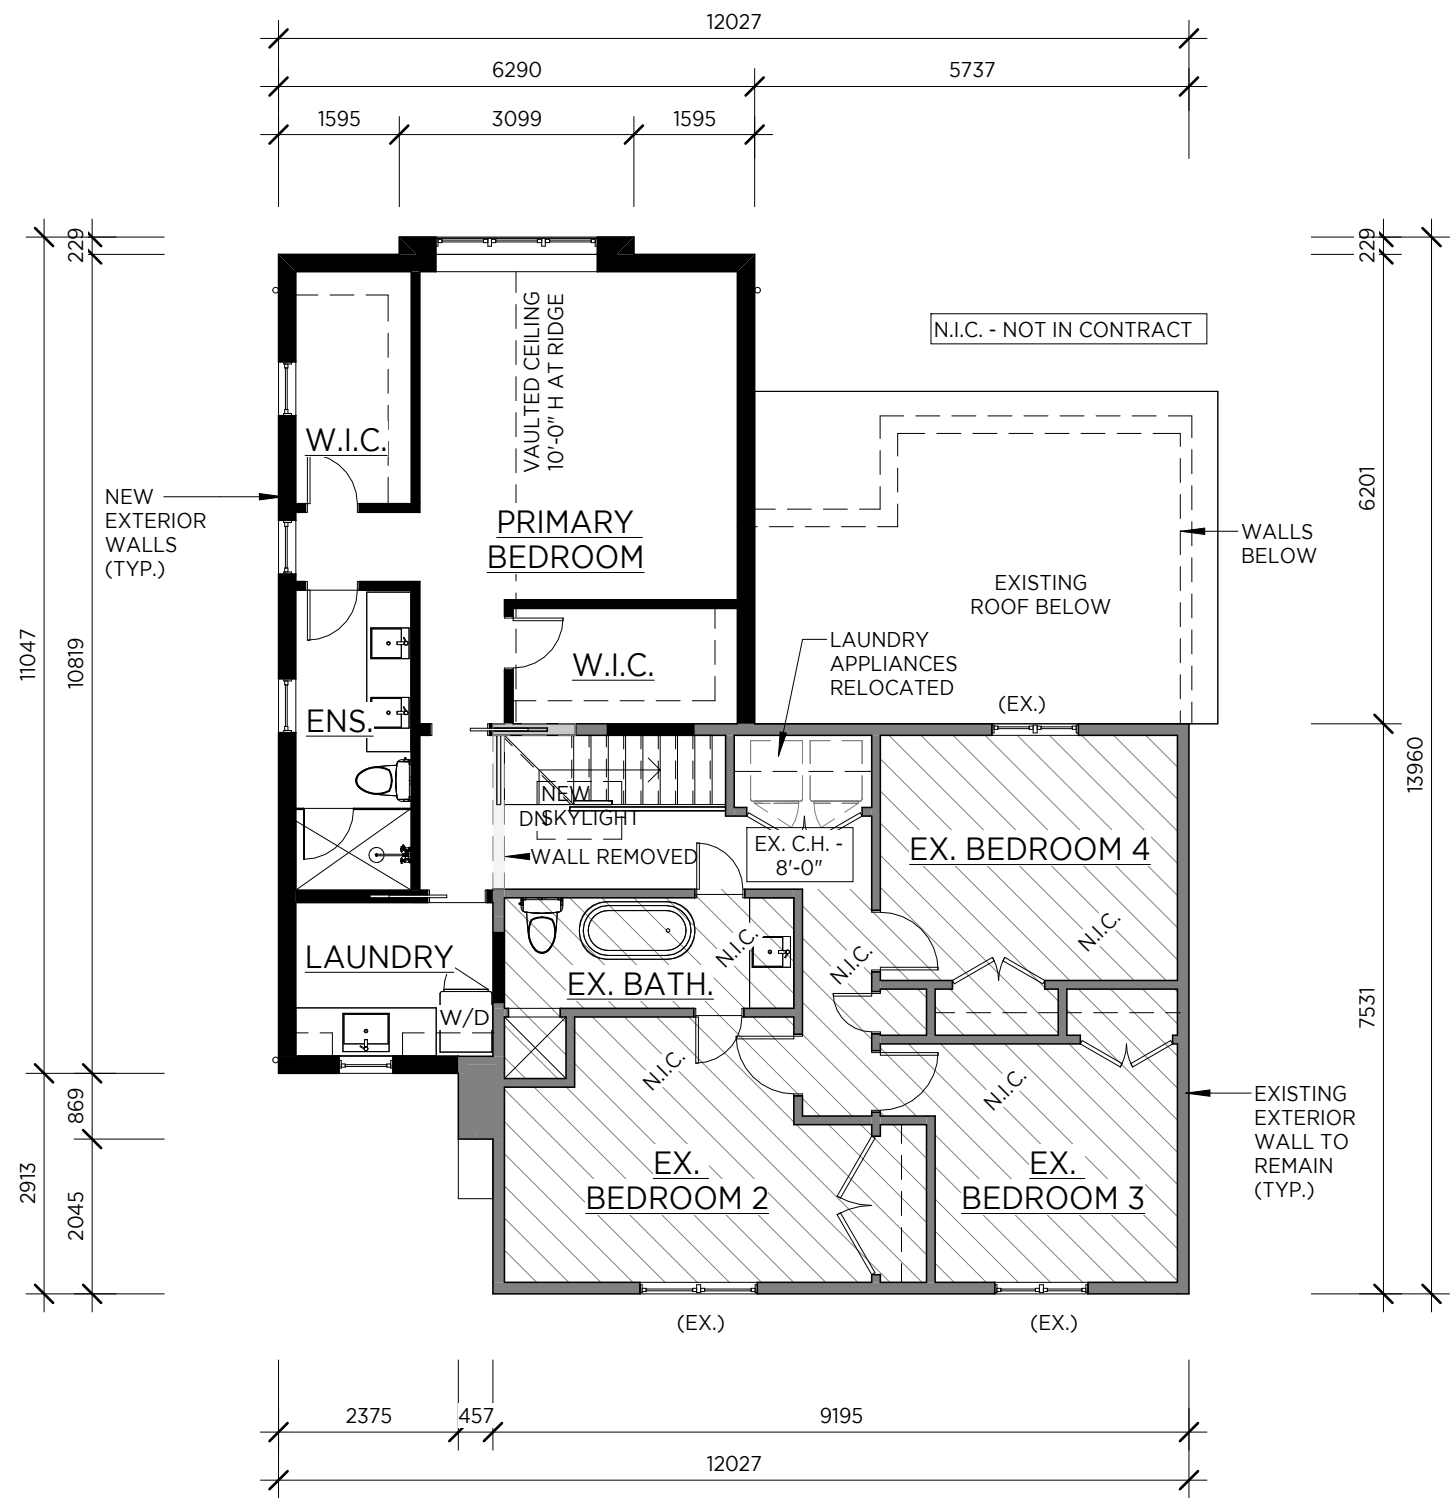 12027
6290
5737
1595
3099
1595
229
229
11047
10819
6201
13960
7531
869
2913
2045
VAULTED CEILING
10'-0" H AT RIDGE
N.I.C. - NOT IN CONTRACT
W.I.C.
NEW
EXTERIOR
WALLS
(TYP.)
PRIMARY
BEDROOM
WALLS
BELOW
EXISTING
ROOF BELOW
LAUNDRY
APPLIANCES
RELOCATED
W.I.C.
(EX.)
ENS.
NEW
SKYLIGHT
DN
WALL REMOVED
EX. C.H. -
8'-0"
EX. BEDROOM 4
N.I.C.
N.I.C.
N.I.C.
LAUNDRY
EX. BATH.
W/D
N.I.C.
N.I.C.
EXISTING
EXTERIOR
WALL TO
REMAIN
(TYP.)
EX.
BEDROOM 2
EX.
BEDROOM 3
(EX.)
(EX.)
2375
457
9195
12027